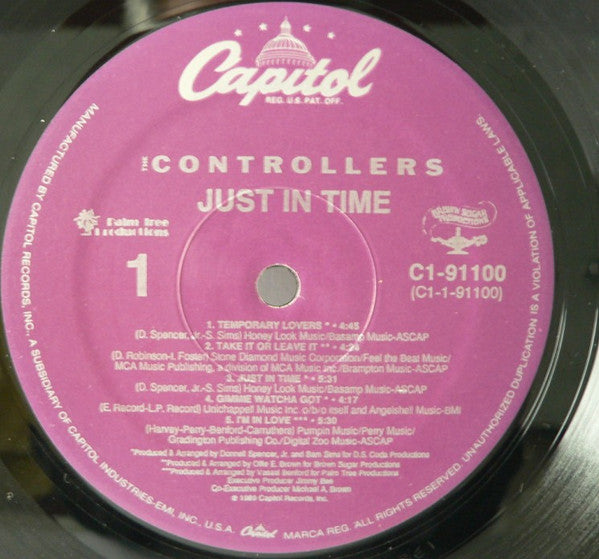 Capitol
REG. U.S. PAT. OFF.
THE CONTROLLERS
JUST IN TIME
Palm Tree
Productions
BROWN SUGAR
PRODUCTIONS
1
C1-91100
(C1-1-91100)
1. TEMPORARY LOVERS * • 4:45
(D. Spencer, Jr.-S. Sims) Honey Look Music/Basamp Music-ASCAP
2. TAKE IT OR LEAVE IT ** • 4:24
(D. Robinson-I. Foster) Stone Diamond Music Corporation/Feel the Beat Music/
MCA Music Publishing, a division of MCA Music Inc/Brampton Music-ASCAP
3. JUST IN TIME * • 5:31
(D. Spencer, Jr.-S. Sims) Honey Look Music/Basamp Music-ASCAP
4. GIMME WATCHA GOT * • 4:17
(E. Record-L.P. Record) Unichappell Music Inc. o/b/o itself and Angelshell Music-BMI
5. I'M IN LOVE *** • 5:30
(Harvey-Perry-Benford-Carruthers) Pumpin Music/Perry Music/
Gradington Publishing Co./Digital Zoo Music-ASCAP
*Produced & Arranged by Donnell Spencer, Jr. and Sam Sims for D.S. Coda Productions
**Produced & Arranged by Ollie E. Brown for Brown Sugar Productions
***Produced & Arranged by Vassal Benford for Palm Tree Productions
Executive Producer Jimmy Bee
Co-Executive Producer Michael A. Brown
℗ 1989 Capitol Records, Inc.
MANUFACTURED BY CAPITOL RECORDS, INC., A SUBSIDIARY OF CAPITOL INDUSTRIES-EMI, INC., U.S.A. Capitol MARCA REG. ALL RIGHTS RESERVED. UNAUTHORIZED DUPLICATION IS A VIOLATION OF APPLICABLE LAWS.